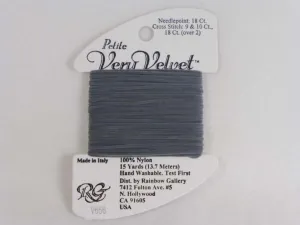 Needlepoint: 18 Ct.
Cross Stitch: 9 & 10 Ct.,
18 Ct. (over 2)
Petite
Very Velvet™
Made in Italy
100% Nylon
15 Yards (13.7 Meters)
Hand Washable, Test First
Dist. by Rainbow Gallery
7412 Fulton Ave. #5
N. Hollywood
CA 91605
USA
RG